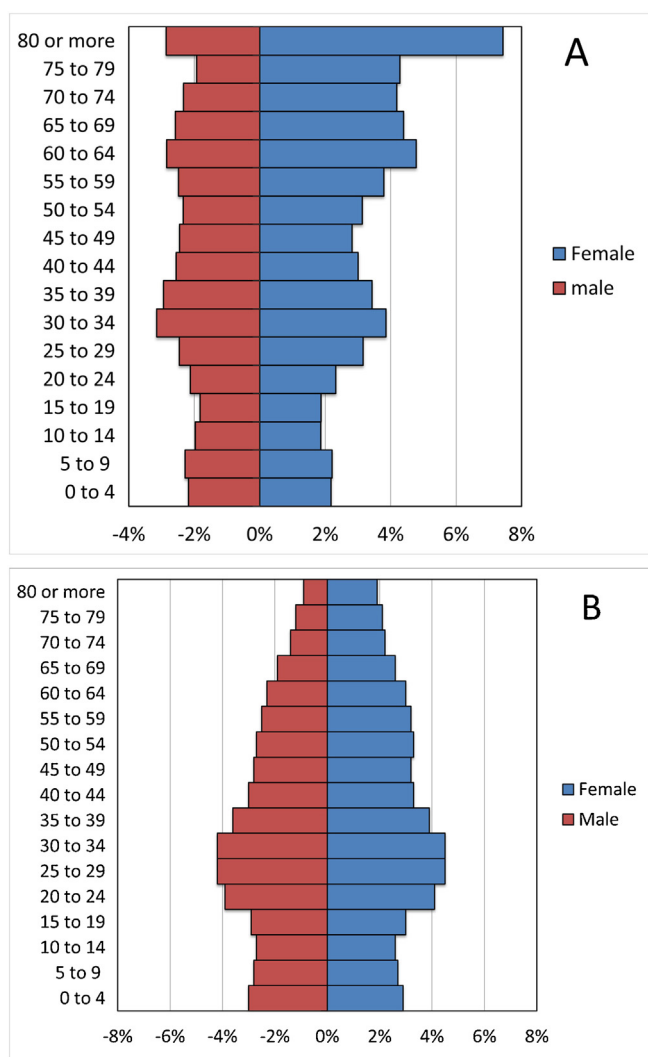 80 or more
A
75 to 79
70 to 74
65 to 69
60 to 64
55 to 59
50 to 54
45 to 49
40 to 44
35 to 39
30 to 34
25 to 29
20 to 24
15 to 19
10 to 14
5 to 9
0 to 4
Female
male
-4% -2% 0% 2% 4% 6% 8%
80 or more
B
75 to 79
70 to 74
65 to 69
60 to 64
55 to 59
50 to 54
45 to 49
40 to 44
35 to 39
30 to 34
25 to 29
20 to 24
15 to 19
10 to 14
5 to 9
0 to 4
Female
Male
-8% -6% -4% -2% 0% 2% 4% 6% 8%